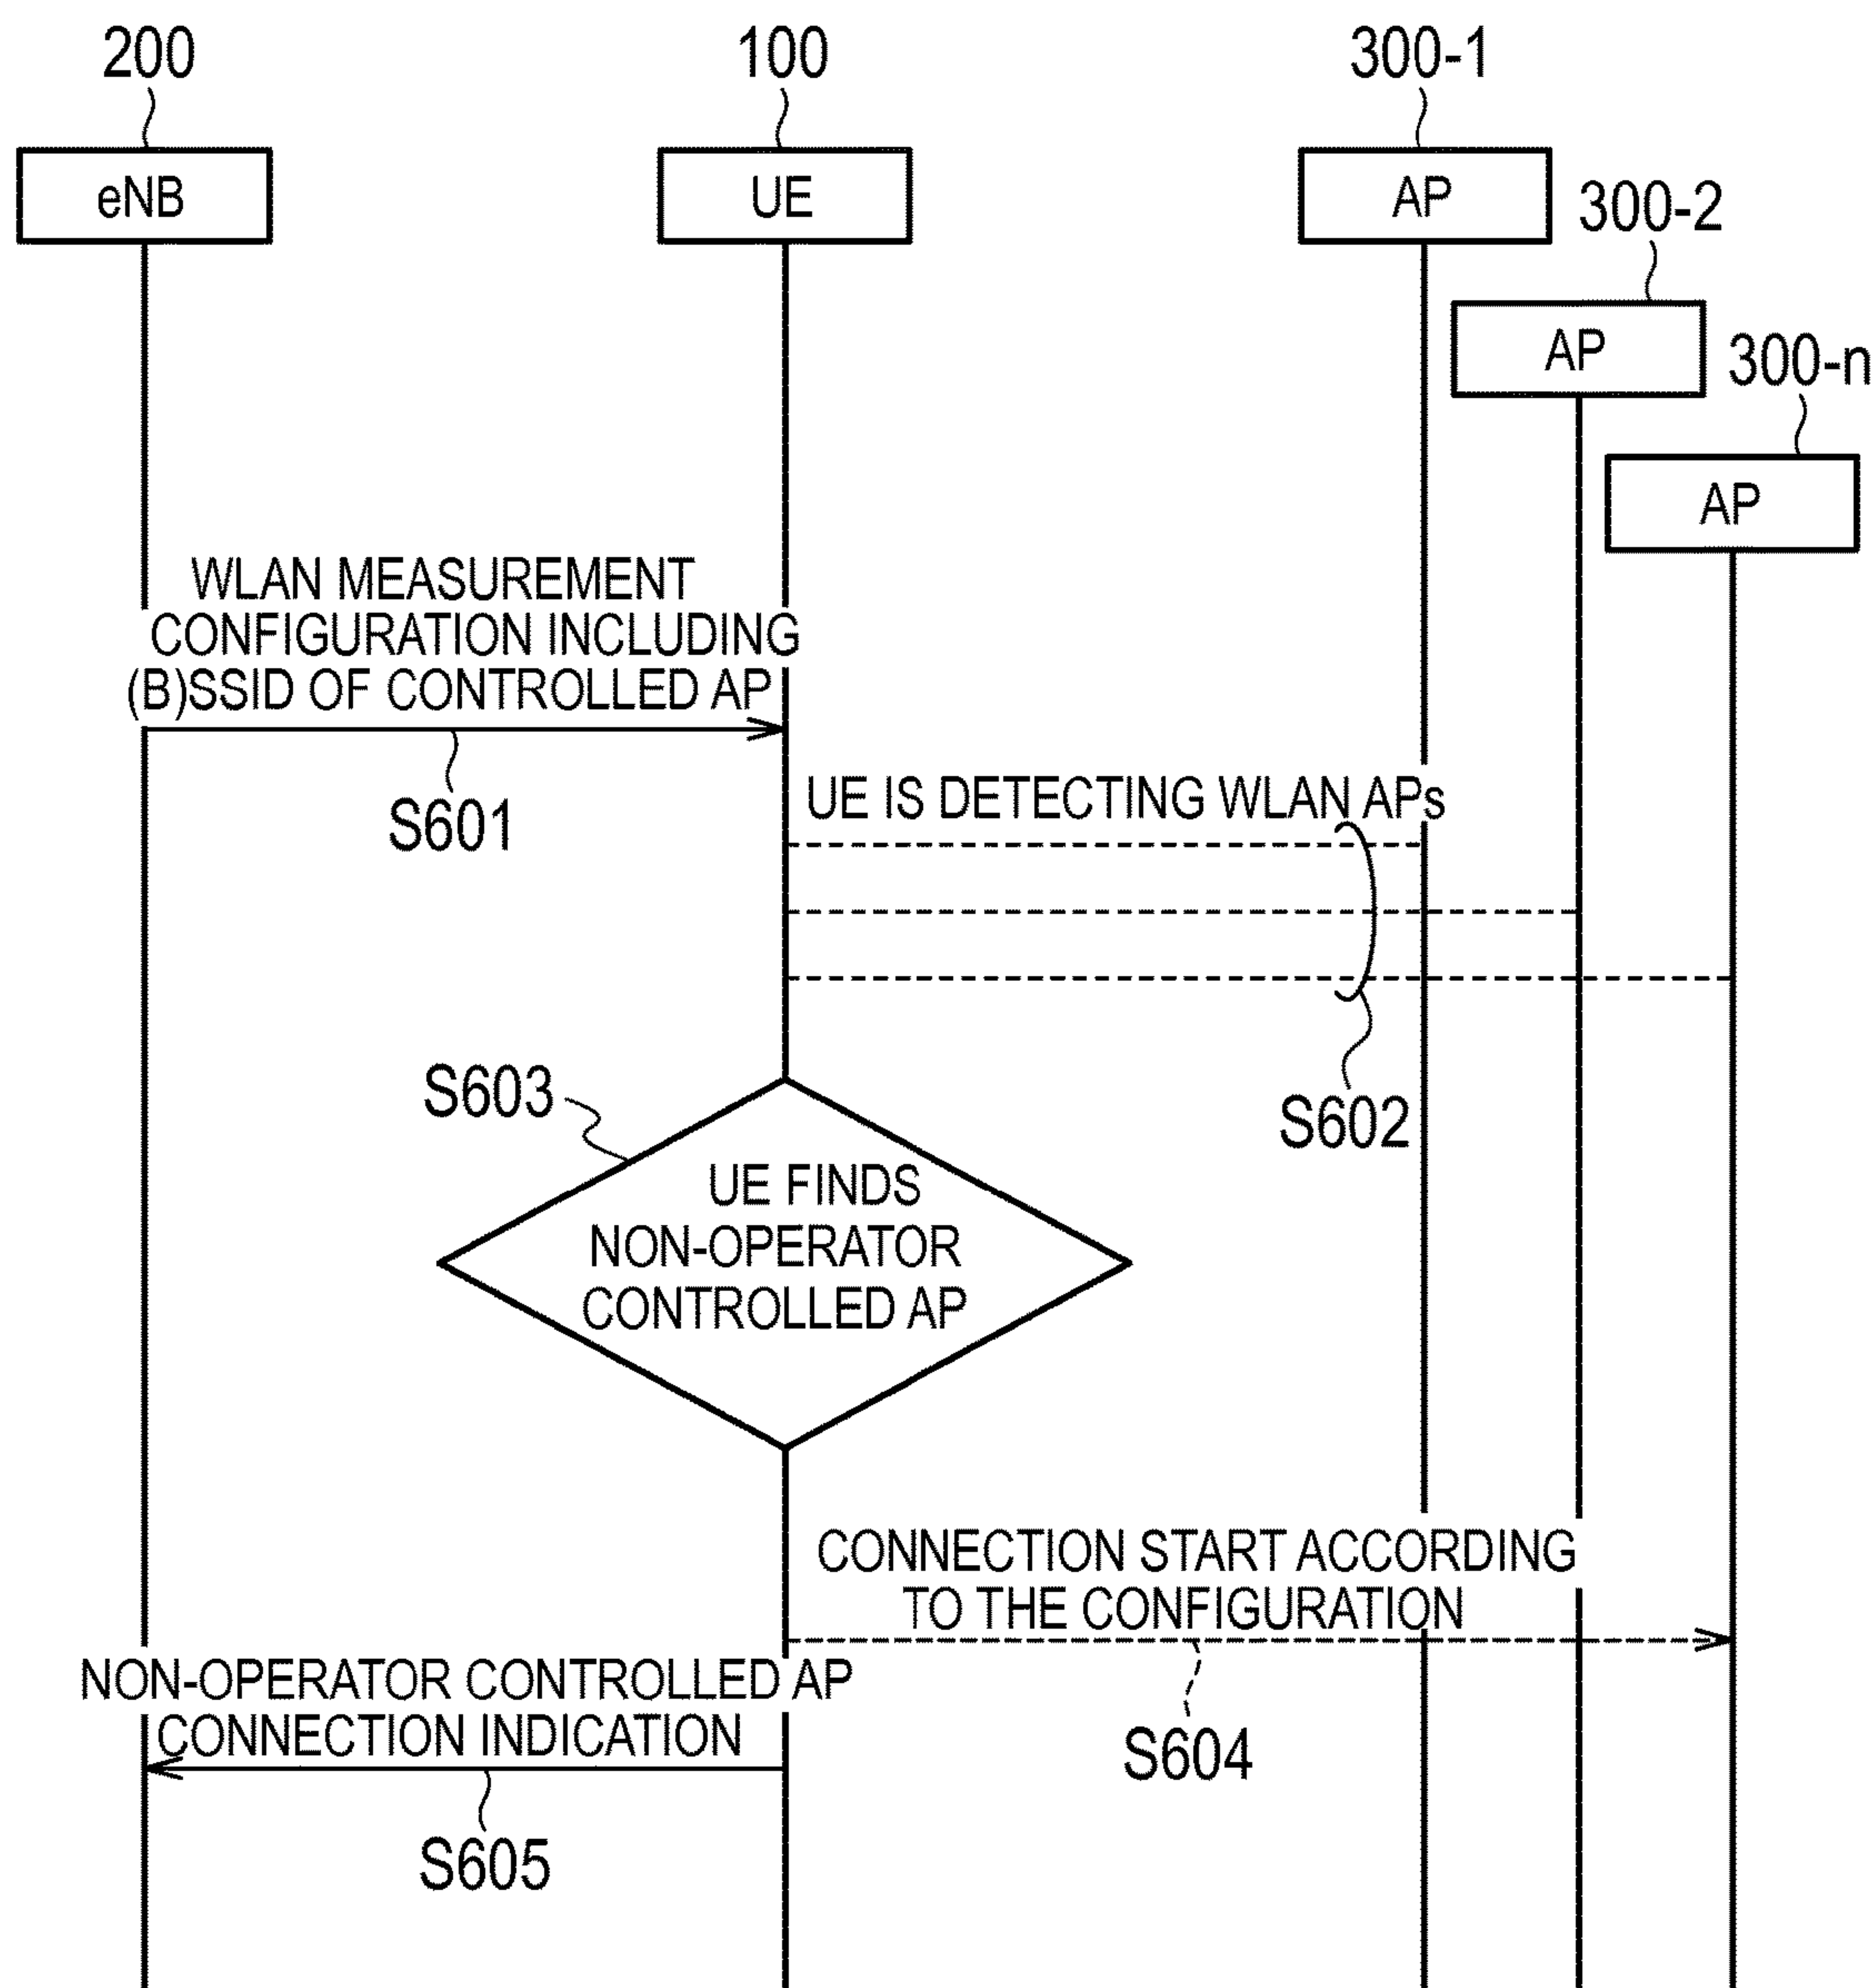 200
100
300-1
eNB
UE
AP
300-2
AP
300-n
AP
WLAN MEASUREMENT
CONFIGURATION INCLUDING
(B)SSID OF CONTROLLED AP
S601
UE IS DETECTING WLAN APs
S602
S603
UE FINDS
NON-OPERATOR
CONTROLLED AP
CONNECTION START ACCORDING
TO THE CONFIGURATION
S604
NON-OPERATOR CONTROLLED AP
CONNECTION INDICATION
S605